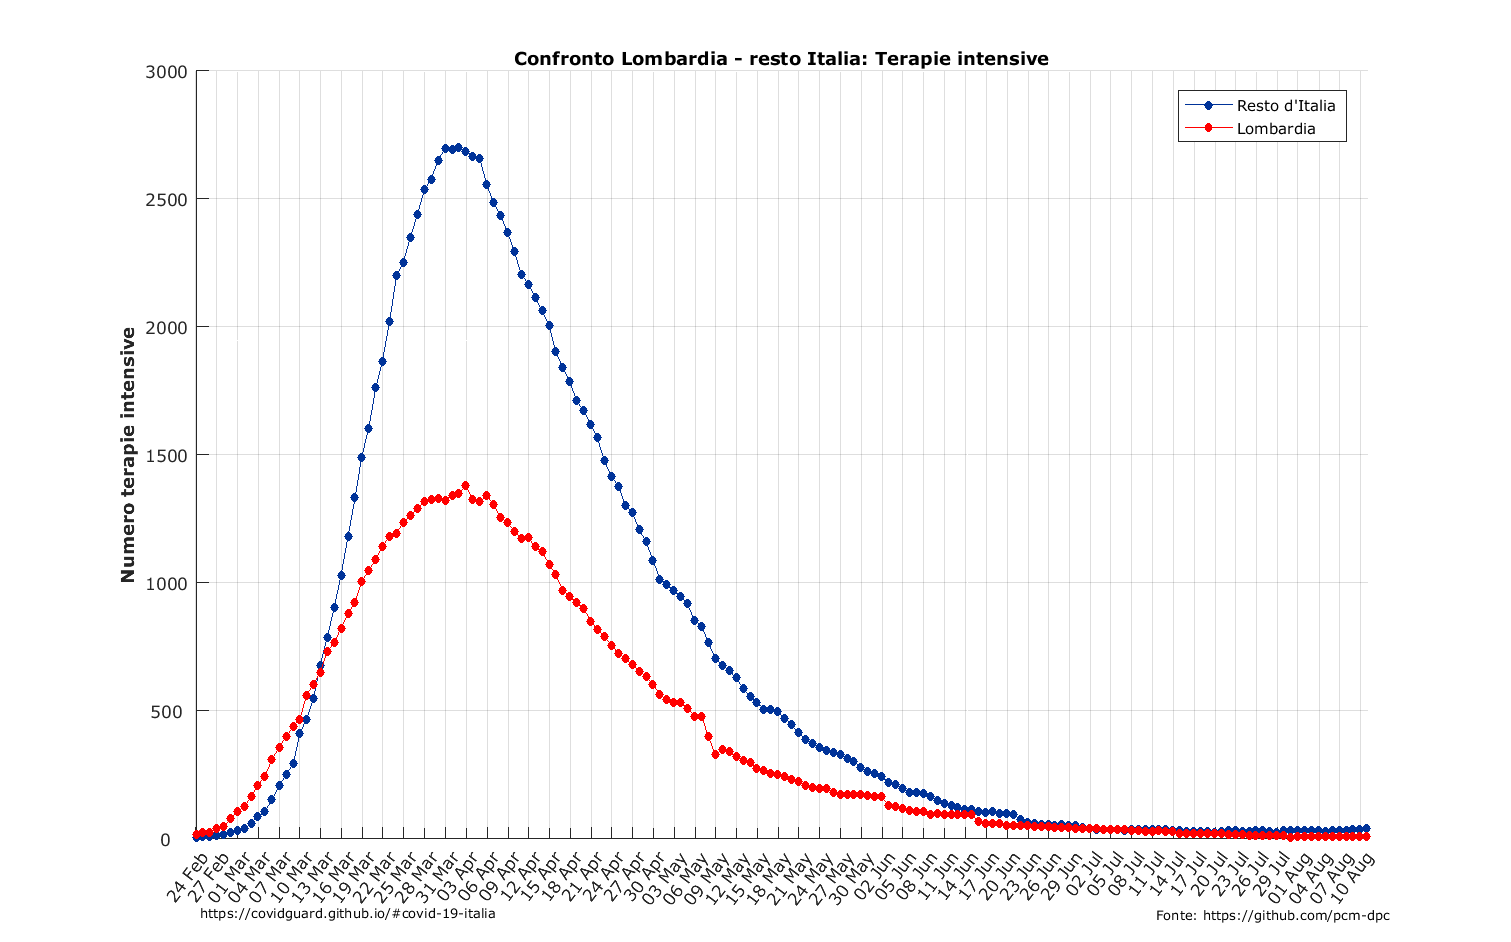 Confronto Lombardia - resto Italia: Terapie intensive
Resto d'Italia
Lombardia
Numero terapie intensive
3000
2500
2000
1500
1000
500
0
24 Feb
27 Feb
01 Mar
04 Mar
07 Mar
10 Mar
13 Mar
16 Mar
19 Mar
22 Mar
25 Mar
28 Mar
31 Mar
03 Apr
06 Apr
09 Apr
12 Apr
15 Apr
18 Apr
21 Apr
24 Apr
27 Apr
30 Apr
03 May
06 May
09 May
12 May
15 May
18 May
21 May
24 May
27 May
30 May
02 Jun
05 Jun
08 Jun
11 Jun
14 Jun
17 Jun
20 Jun
23 Jun
26 Jun
29 Jun
02 Jul
05 Jul
08 Jul
11 Jul
14 Jul
17 Jul
20 Jul
23 Jul
26 Jul
29 Jul
01 Aug
04 Aug
07 Aug
10 Aug
https://covidguard.github.io/#covid-19-italia
Fonte: https://github.com/pcm-dpc